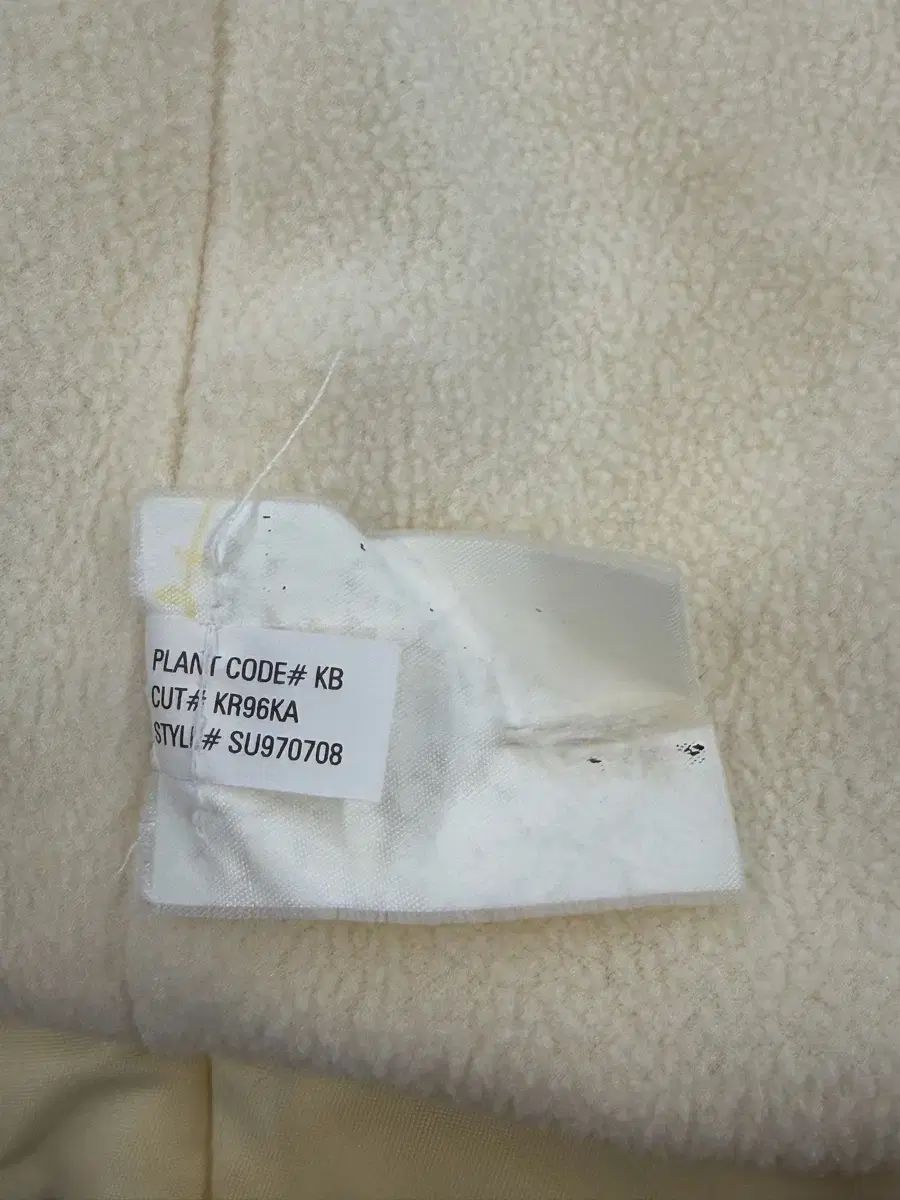 PLANT CODE# KB
CUT# KR96KA
STYLE# SU970708